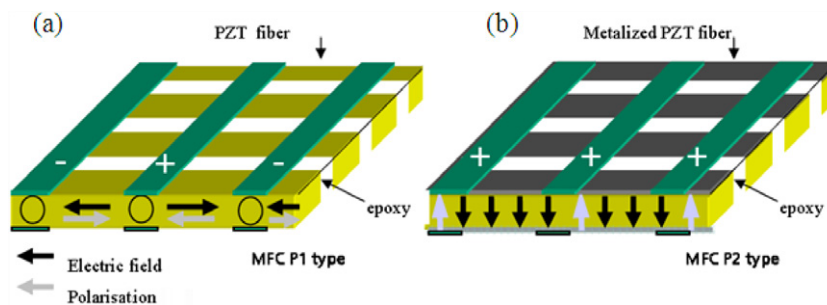 (a)
PZT fiber
- + -
epoxy
Electric field
Polarisation
MFC P1 type
(b)
Metalized PZT fiber
+ + +
epoxy
MFC P2 type